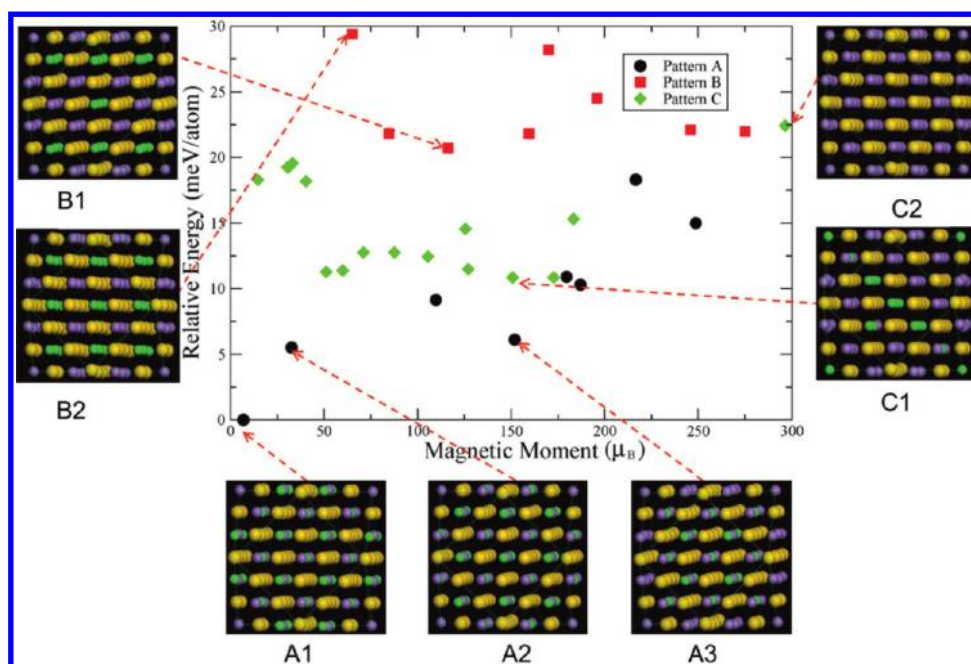 30
25
20
15
10
5
0
Relative Energy (meV/atom)
Pattern A
Pattern B
Pattern C
B1
B2
C2
C1
0
50
100
150
200
250
300
Magnetic Moment (μB)
A1
A2
A3